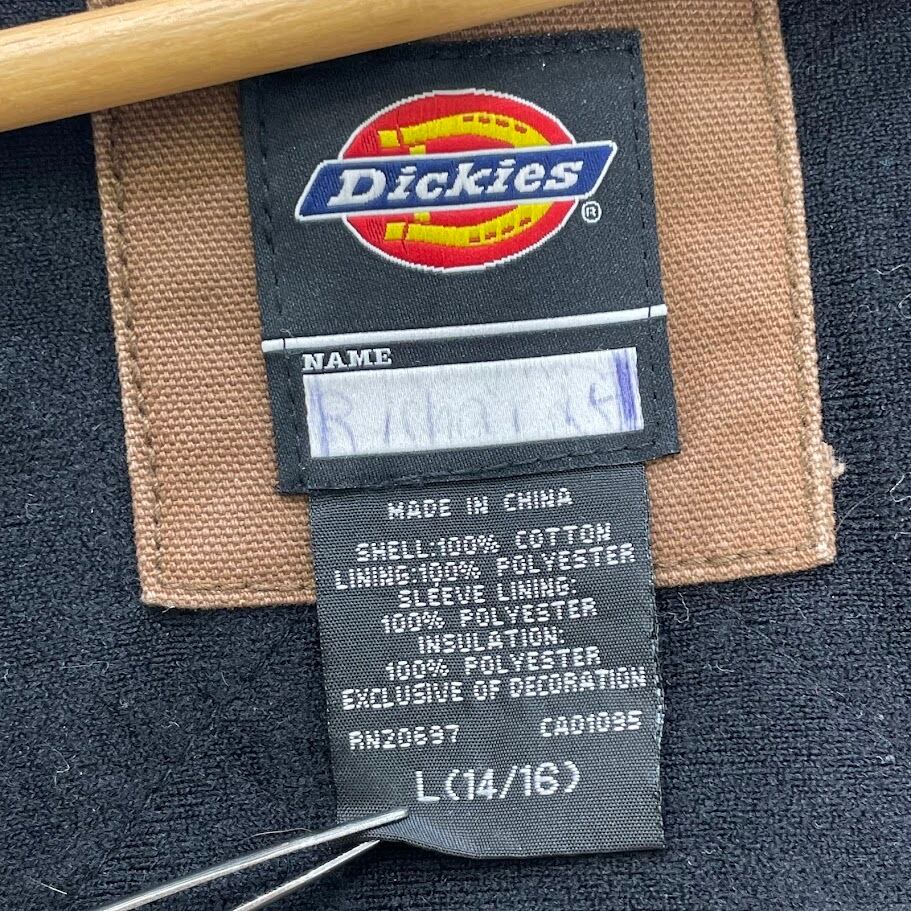 Dickies®
NAME
MADE IN CHINA
SHELL:100% COTTON
LINING:100% POLYESTER
SLEEVE LINING:
100% POLYESTER
INSULATION:
100% POLYESTER
EXCLUSIVE OF DECORATION
RN20697 CA01095
L(14/16)